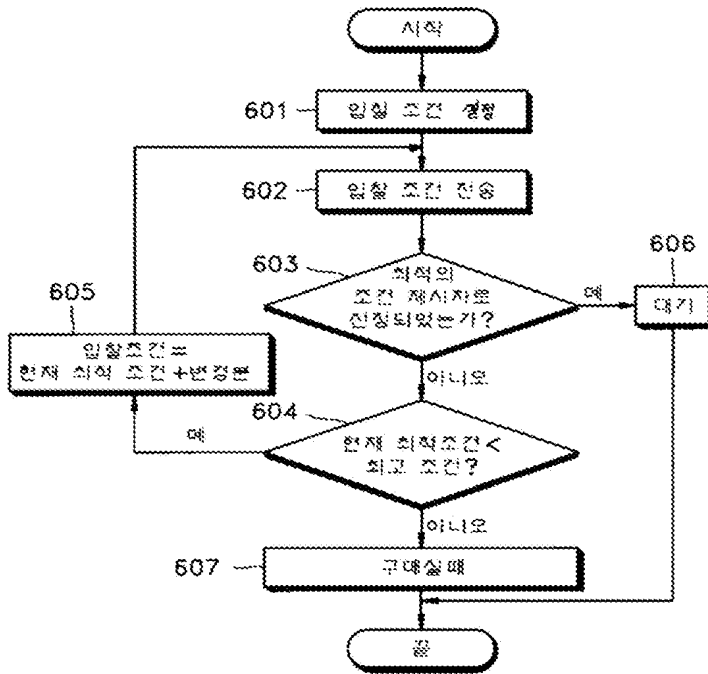 시작
601
입찰 조건 설정
602
입찰 조건 전송
603
최적의
조건 제시자로
선정되었는가?
예
606
대기
605
입찰조건=
현재 최적 조건+변경분
아니오
604
예
현재 최적조건<
최고 조건?
아니오
607
구매실패
끝